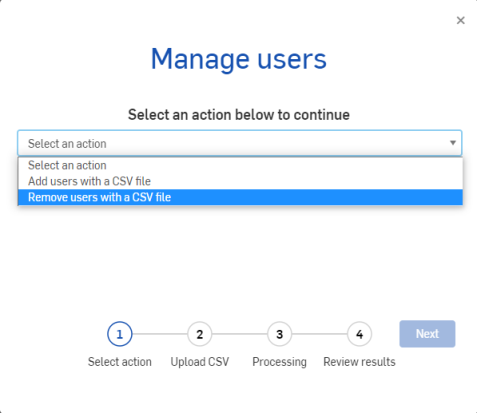 ×
Manage users
Select an action below to continue
Select an action
Select an action
Add users with a CSV file
Remove users with a CSV file
1 2 3 4 Next
Select action Upload CSV Processing Review results